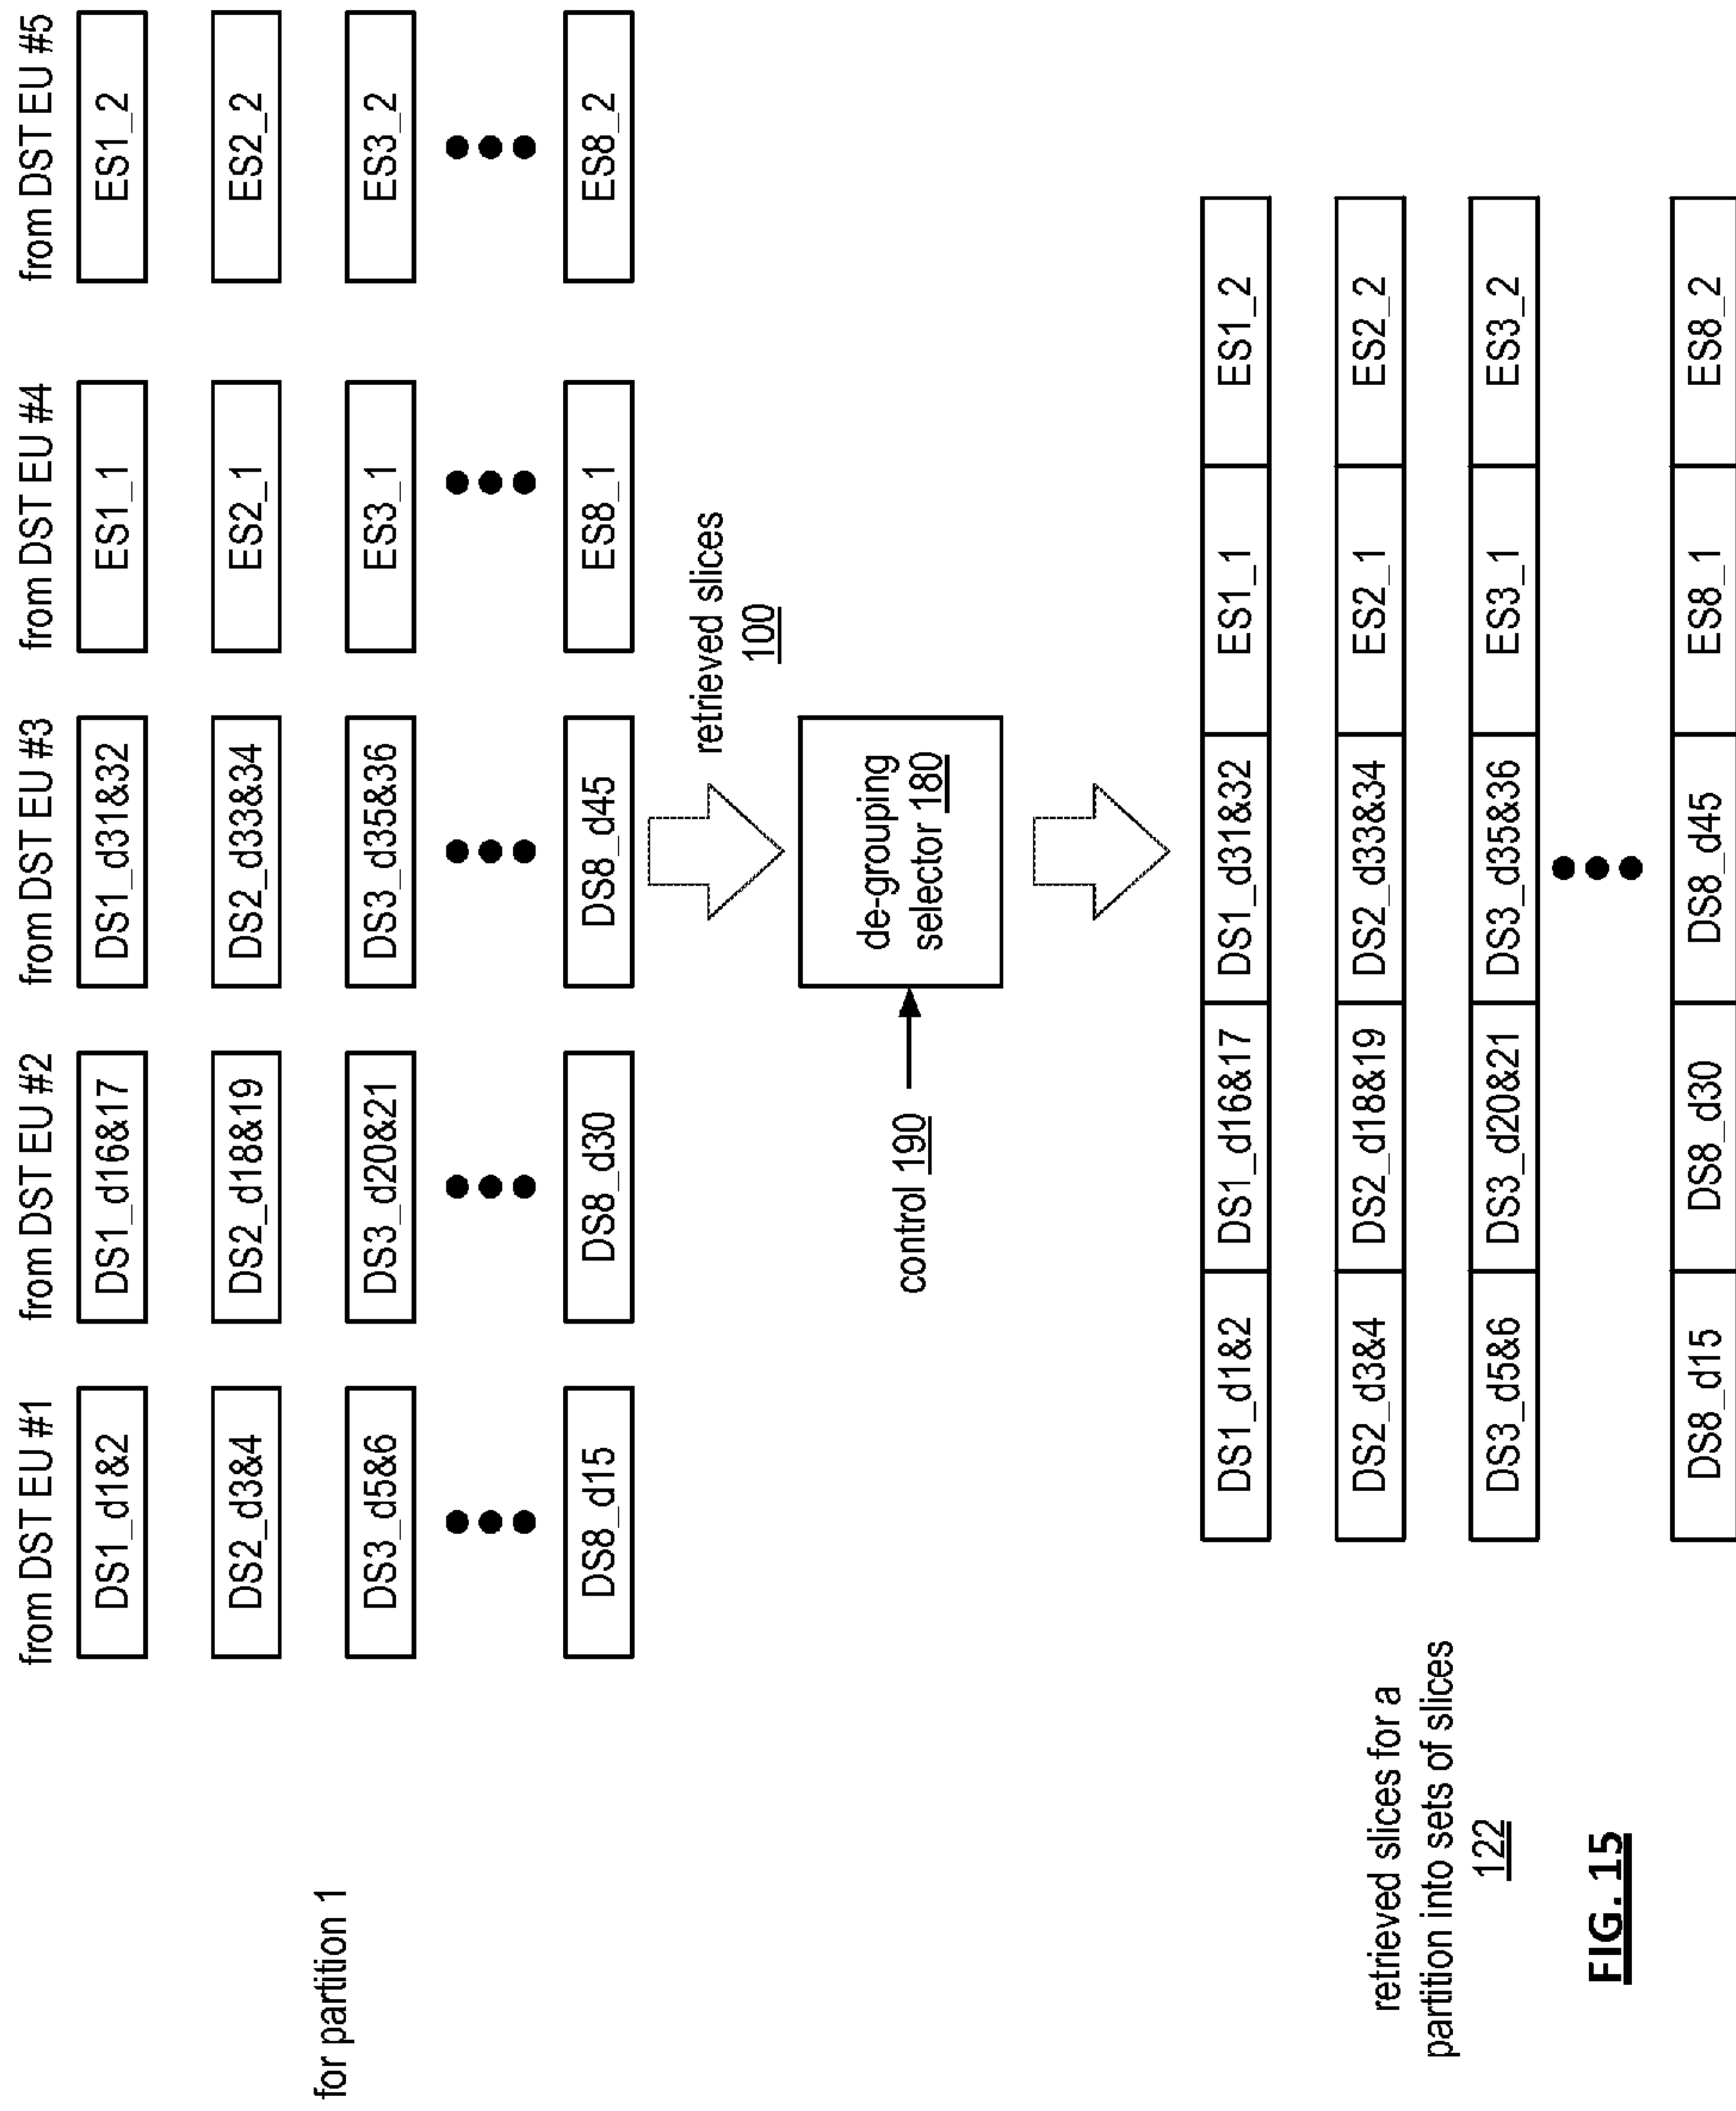 for partition 1
from DST EU #1
from DST EU #2
from DST EU #3
from DST EU #4
from DST EU #5
DS1_d1&2
DS1_d16&17
DS1_d31&32
ES1_1
ES1_2
DS2_d3&4
DS2_d18&19
DS2_d33&34
ES2_1
ES2_2
DS3_d5&6
DS3_d20&21
DS3_d35&36
ES3_1
ES3_2
DS8_d15
DS8_d30
DS8_d45
ES8_1
ES8_2
retrieved slices
100
control 190
de-grouping
selector 180
retrieved slices for a
partition into sets of slices
122
DS1_d1&2
DS1_d16&17
DS1_d31&32
ES1_1
ES1_2
DS2_d3&4
DS2_d18&19
DS2_d33&34
ES2_1
ES2_2
DS3_d5&6
DS3_d20&21
DS3_d35&36
ES3_1
ES3_2
DS8_d15
DS8_d30
DS8_d45
ES8_1
ES8_2
FIG. 15